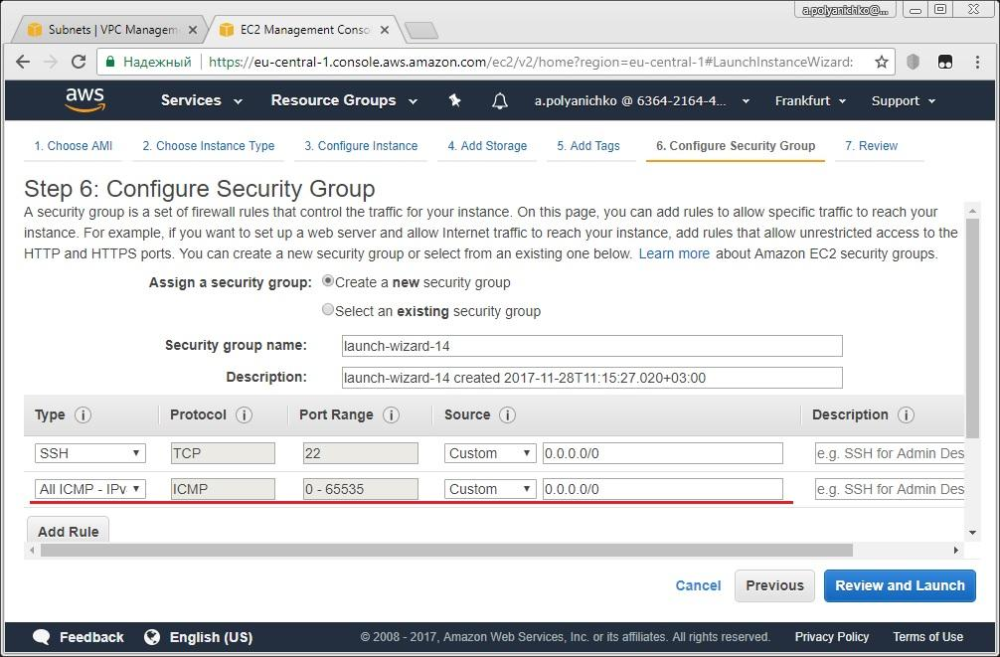 a.polyanichko@...
Subnets | VPC Managem
EC2 Management Conso
Надежный
https://eu-central-1.console.aws.amazon.com/ec2/v2/home?region=eu-central-1#LaunchInstanceWizard:
aws Services Resource Groups a.polyanichko @ 6364-2164-4... Frankfurt Support
1. Choose AMI 2. Choose Instance Type 3. Configure Instance 4. Add Storage 5. Add Tags 6. Configure Security Group 7. Review
Step 6: Configure Security Group
A security group is a set of firewall rules that control the traffic for your instance. On this page, you can add rules to allow specific traffic to reach your
instance. For example, if you want to set up a web server and allow Internet traffic to reach your instance, add rules that allow unrestricted access to the
HTTP and HTTPS ports. You can create a new security group or select from an existing one below. Learn more about Amazon EC2 security groups.
Assign a security group: Create a new security group
Select an existing security group
Security group name: launch-wizard-14
Description: launch-wizard-14 created 2017-11-28T11:15:27.020+03:00
Type Protocol Port Range Source Description
SSH TCP 22 Custom 0.0.0.0/0 e.g. SSH for Admin Des
All ICMP - IPv ICMP 0 - 65535 Custom 0.0.0.0/0 e.g. SSH for Admin Des
Add Rule
Cancel Previous Review and Launch
Feedback English (US) © 2008 - 2017, Amazon Web Services, Inc. or its affiliates. All rights reserved. Privacy Policy Terms of Use